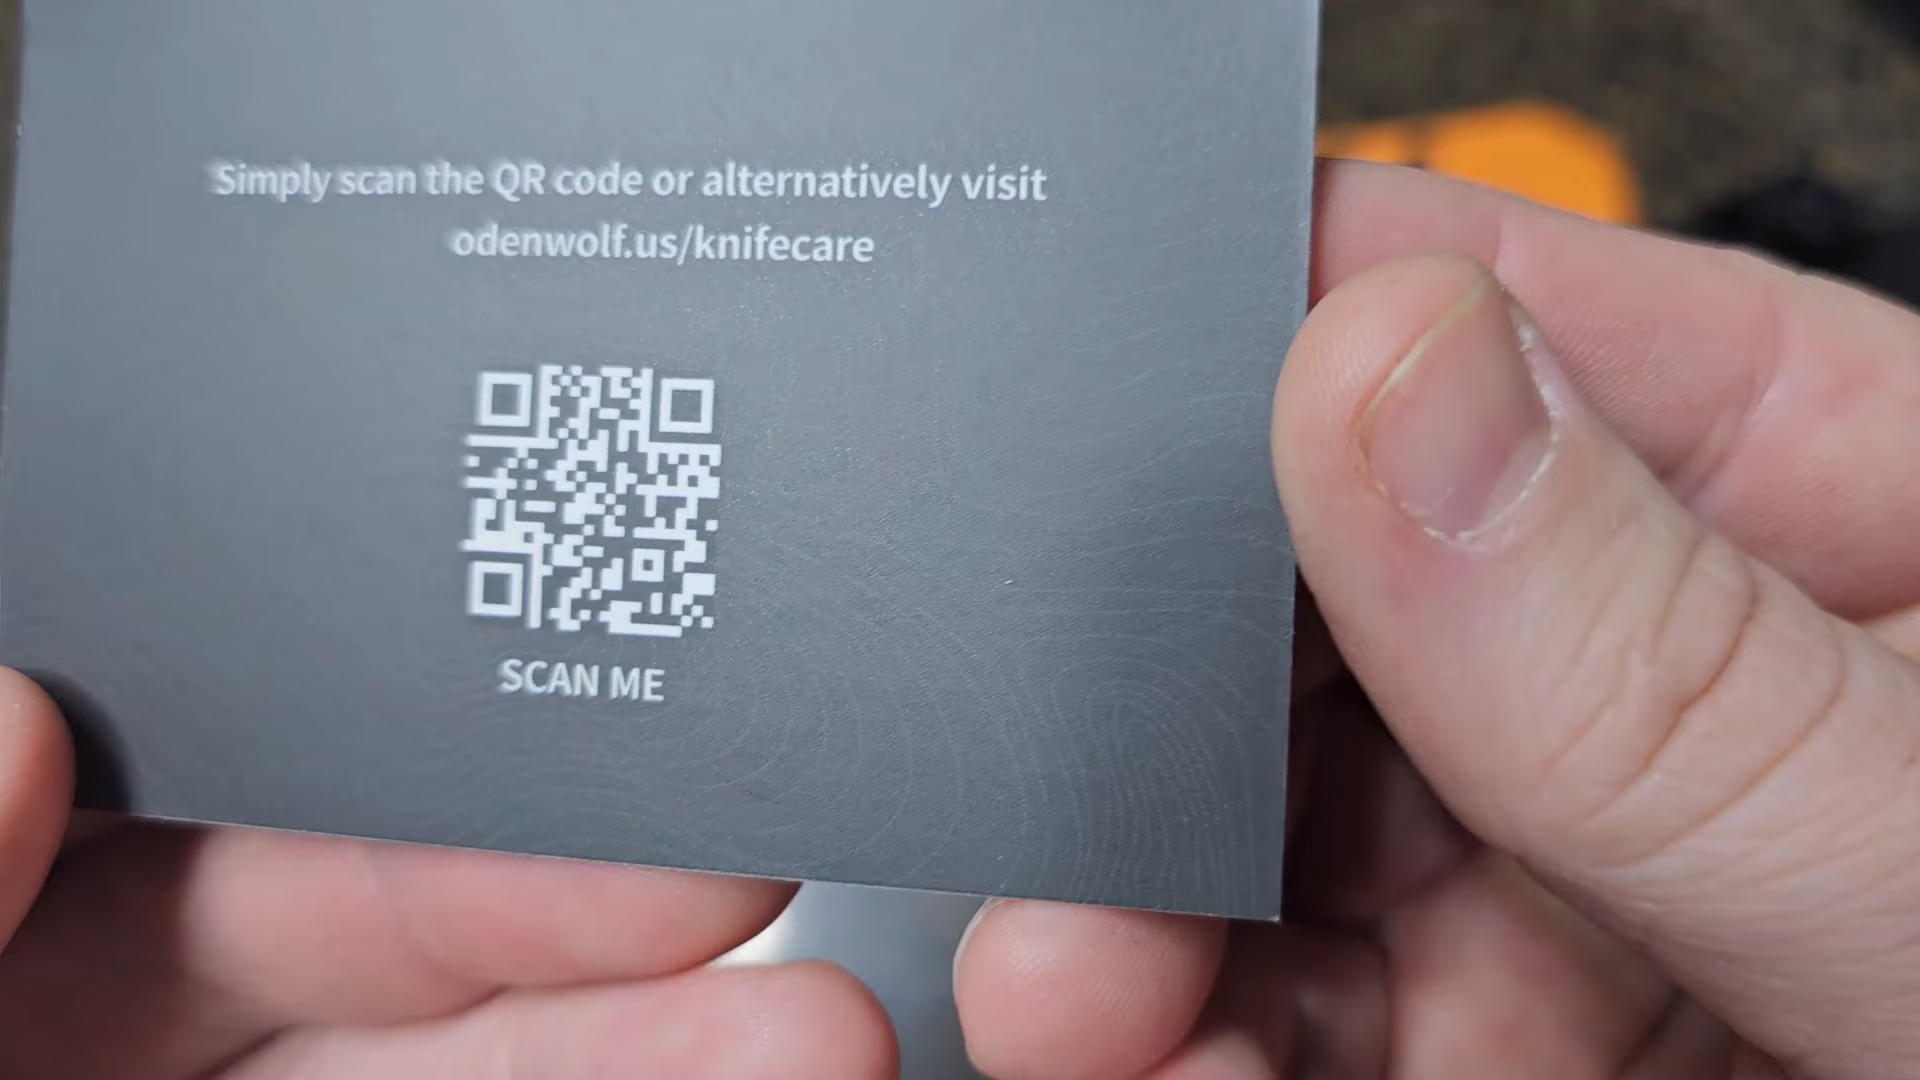 Simply scan the QR code or alternatively visit
odenwolf.us/knifecare
SCAN ME